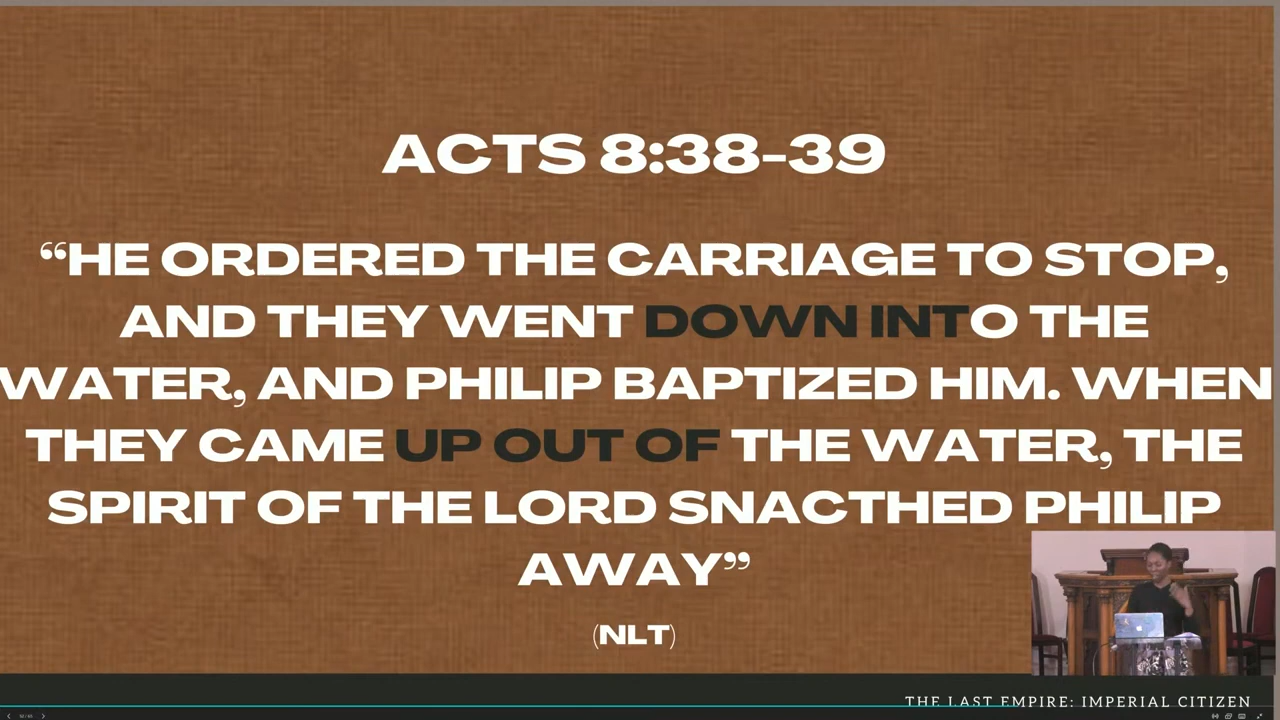 ACTS 8:38-39
“HE ORDERED THE CARRIAGE TO STOP,
AND THEY WENT DOWN INTO THE
WATER, AND PHILIP BAPTIZED HIM. WHEN
THEY CAME UP OUT OF THE WATER, THE
SPIRIT OF THE LORD SNACTHED PHILIP
AWAY”
(NLT)
THE LAST EMPIRE: IMPERIAL CITIZEN